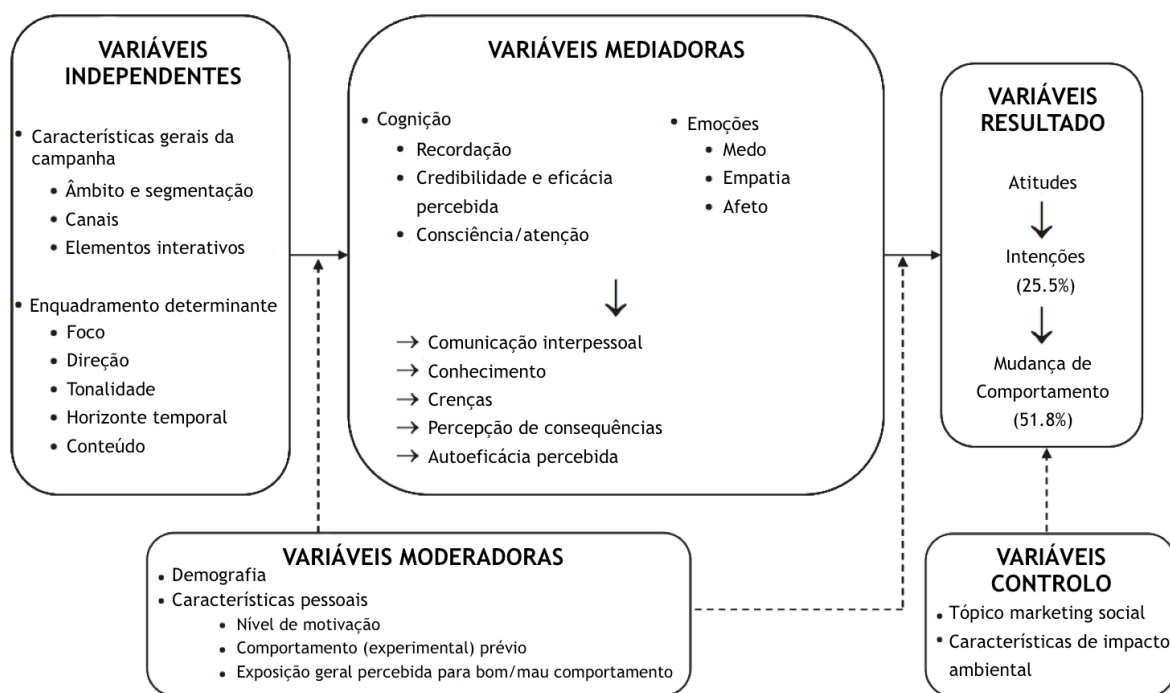 VARIÁVEIS
INDEPENDENTES
• Características gerais da
campanha
• Âmbito e segmentação
• Canais
• Elementos interativos
• Enquadramento determinante
• Foco
• Direção
• Tonalidade
• Horizonte temporal
• Conteúdo
VARIÁVEIS MEDIADORAS
• Cognição
• Recordação
• Credibilidade e eficácia
percebida
• Consciência/atenção
• Emoções
• Medo
• Empatia
• Afeto
→ Comunicação interpessoal
→ Conhecimento
→ Crenças
→ Percepção de consequências
→ Autoeficácia percebida
VARIÁVEIS
RESULTADO
Atitudes
Intenções
(25.5%)
Mudança de
Comportamento
(51.8%)
VARIÁVEIS MODERADORAS
• Demografia
• Características pessoais
• Nível de motivação
• Comportamento (experimental) prévio
• Exposição geral percebida para bom/mau comportamento
VARIÁVEIS
CONTROLO
• Tópico marketing social
• Características de impacto
ambiental